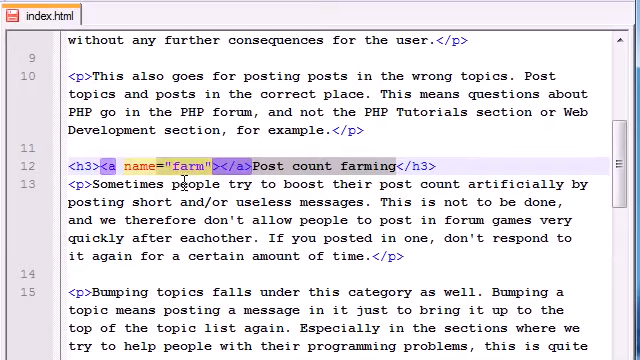 index.html
without any further consequences for the user.</p>
9
10 <p>This also goes for posting posts in the wrong topics. Post
topics and posts in the correct place. This means questions about
PHP go in the PHP forum, and not the PHP Tutorials section or Web
Development section, for example.</p>
11
12 <h3><a name="farm"></a>Post count farming</h3>
13 <p>Sometimes people try to boost their post count artificially by
posting short and/or useless messages. This is not to be done,
and we therefore don't allow people to post in forum games very
quickly after eachother. If you posted in one, don't respond to
it again for a certain amount of time.</p>
14
15 <p>Bumping topics falls under this category as well. Bumping a
topic means posting a message in it just to bring it up to the
top of the topic list again. Especially in the sections where we
try to help people with their programming problems, this is quite